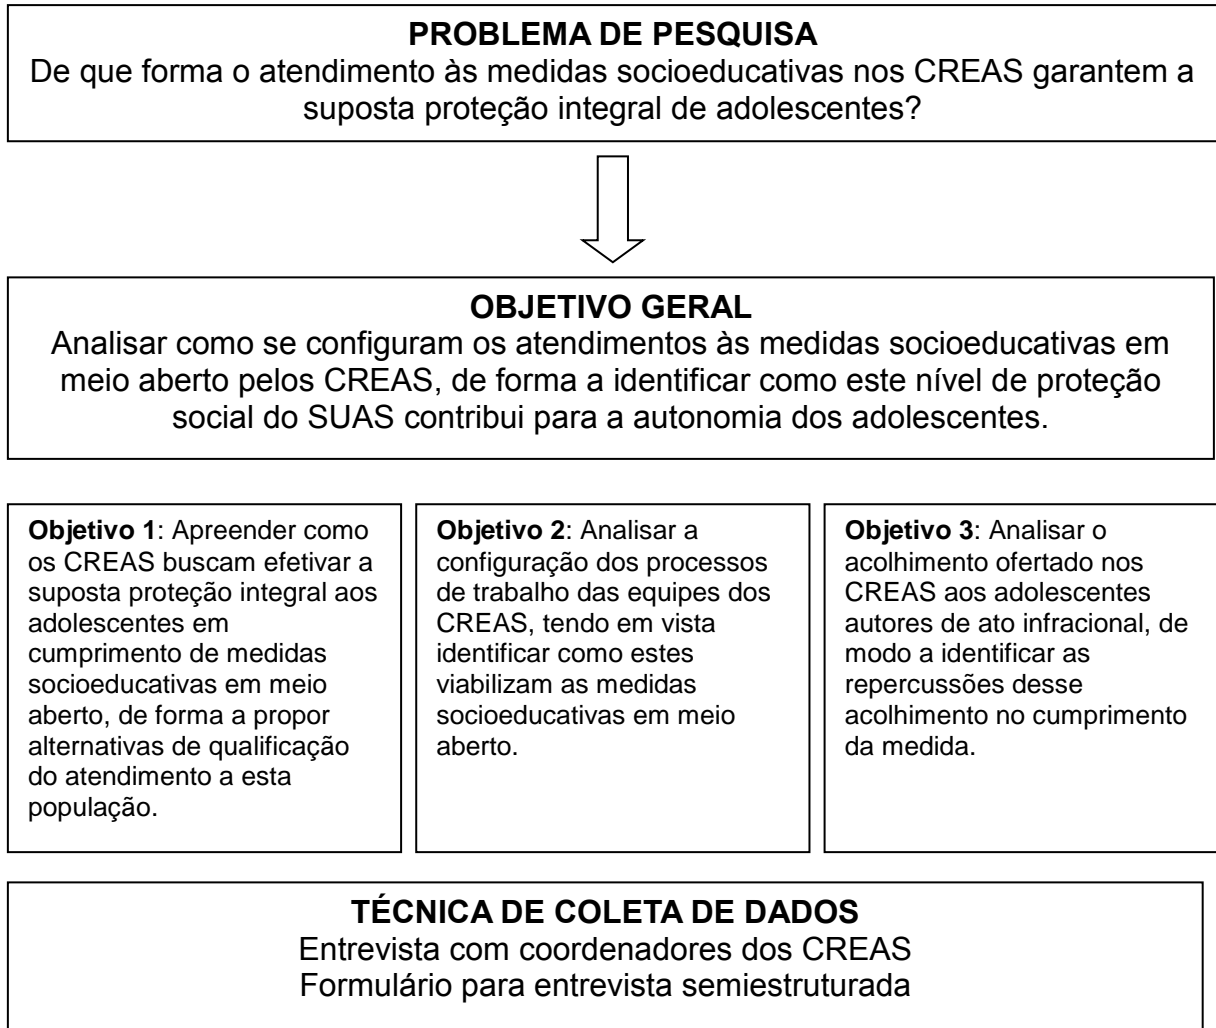 PROBLEMA DE PESQUISA
De que forma o atendimento às medidas socioeducativas nos CREAS garantem a
suposta proteção integral de adolescentes?
OBJETIVO GERAL
Analisar como se configuram os atendimentos às medidas socioeducativas em
meio aberto pelos CREAS, de forma a identificar como este nível de proteção
social do SUAS contribui para a autonomia dos adolescentes.
Objetivo 1: Apreender como
os CREAS buscam efetivar a
suposta proteção integral aos
adolescentes em
cumprimento de medidas
socioeducativas em meio
aberto, de forma a propor
alternativas de qualificação
do atendimento a esta
população.
Objetivo 2: Analisar a
configuração dos processos
de trabalho das equipes dos
CREAS, tendo em vista
identificar como estes
viabilizam as medidas
socioeducativas em meio
aberto.
Objetivo 3: Analisar o
acolhimento ofertado nos
CREAS aos adolescentes
autores de ato infracional, de
modo a identificar as
repercussões desse
acolhimento no cumprimento
da medida.
TÉCNICA DE COLETA DE DADOS
Entrevista com coordenadores dos CREAS
Formulário para entrevista semiestruturada